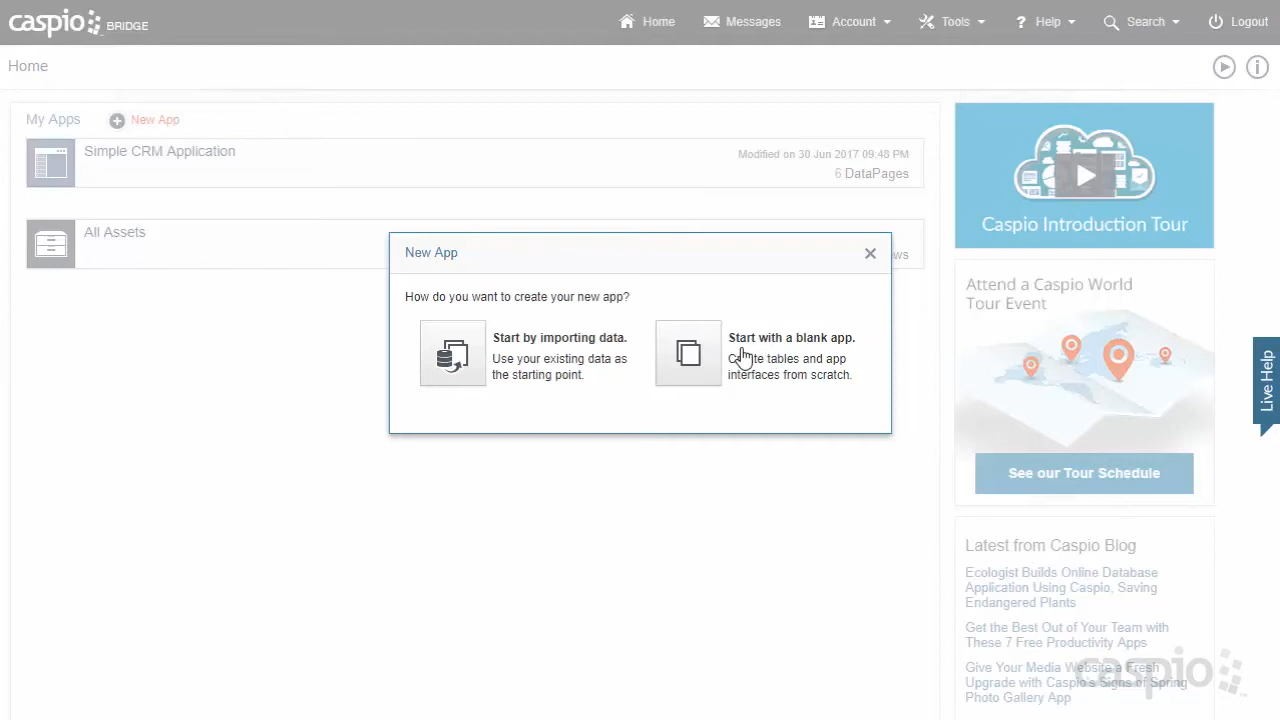 caspio BRIDGE
Home
Messages
Account
Tools
? Help
Search
Logout
Home
My Apps
New App
Simple CRM Application
Modified on 30 Jun 2017 09:48 PM
6 DataPages
All Assets
ws
New App
How do you want to create your new app?
Start by importing data.
Use your existing data as
the starting point.
Start with a blank app.
tables and app
interfaces from scratch.
Caspio Introduction Tour
Attend a Caspio World
Tour Event
See our Tour Schedule
Live Help
Latest from Caspio Blog
Ecologist Builds Online Database
Application Using Caspio, Saving
Endangered Plants
Get the Best Out of Your Team with
These 7 Free Productivity Apps
Give Your Media Website a Fresh
Upgrade with Caspio's Signs of Spring
Photo Gallery App
caspio